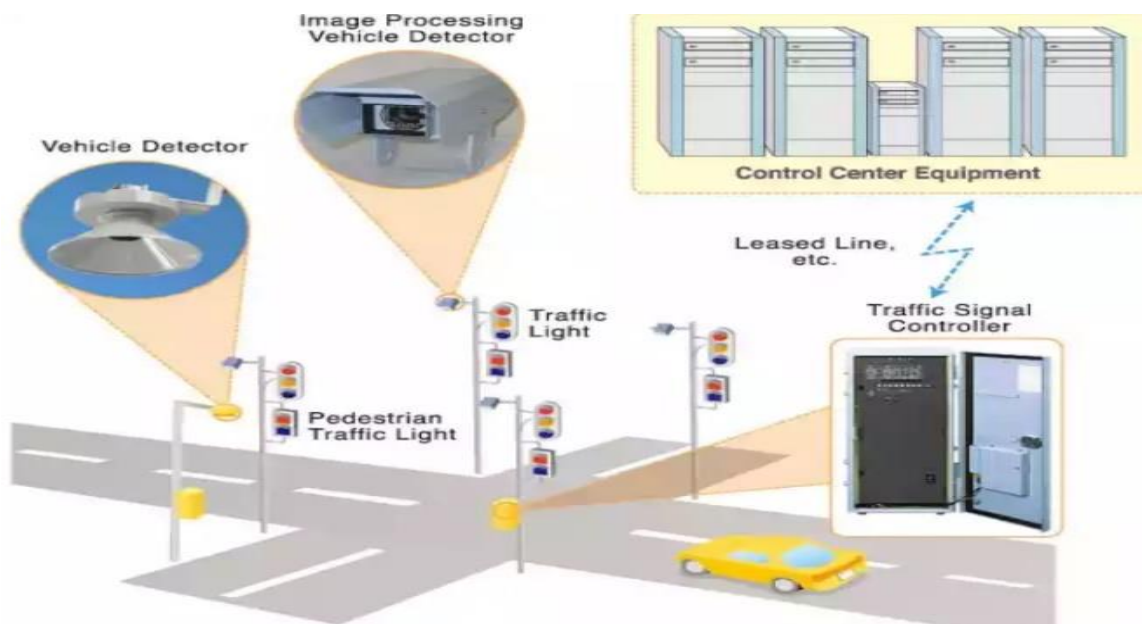 Image Processing
Vehicle Detector
Vehicle Detector
Control Center Equipment
Leased Line,
etc.
Traffic Signal
Controller
Traffic
Light
Pedestrian
Traffic Light